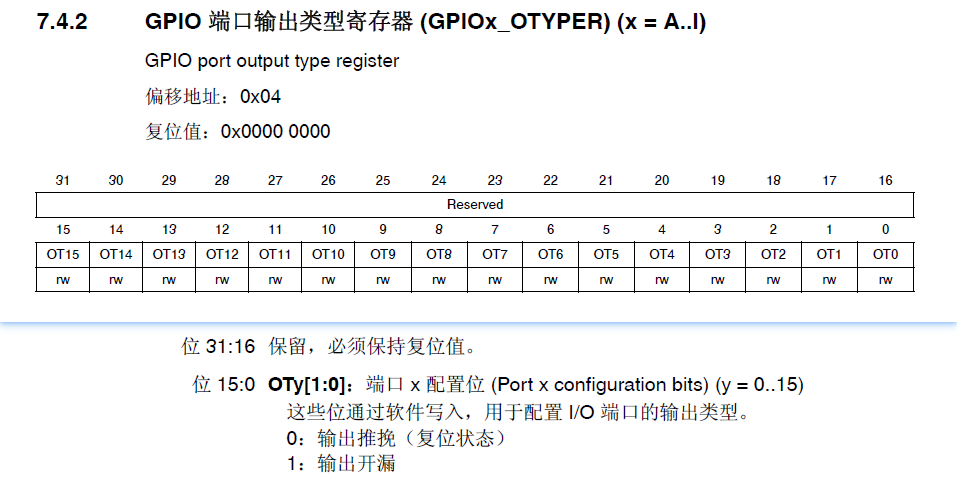 7.4.2 GPIO 端口输出类型寄存器 (GPIOx_OTYPER) (x = A..I)
GPIO port output type register
偏移地址：0x04
复位值：0x0000 0000
31 30 29 28 27 26 25 24 23 22 21 20 19 18 17 16
Reserved
15 14 13 12 11 10 9 8 7 6 5 4 3 2 1 0
OT15 OT14 OT13 OT12 OT11 OT10 OT9 OT8 OT7 OT6 OT5 OT4 OT3 OT2 OT1 OT0
rw rw rw rw rw rw rw rw rw rw rw rw rw rw rw rw
位 31:16 保留，必须保持复位值。
位 15:0 OTy[1:0]：端口 x 配置位 (Port x configuration bits) (y = 0..15)
这些位通过软件写入，用于配置 I/O 端口的输出类型。
0：输出推挽（复位状态）
1：输出开漏